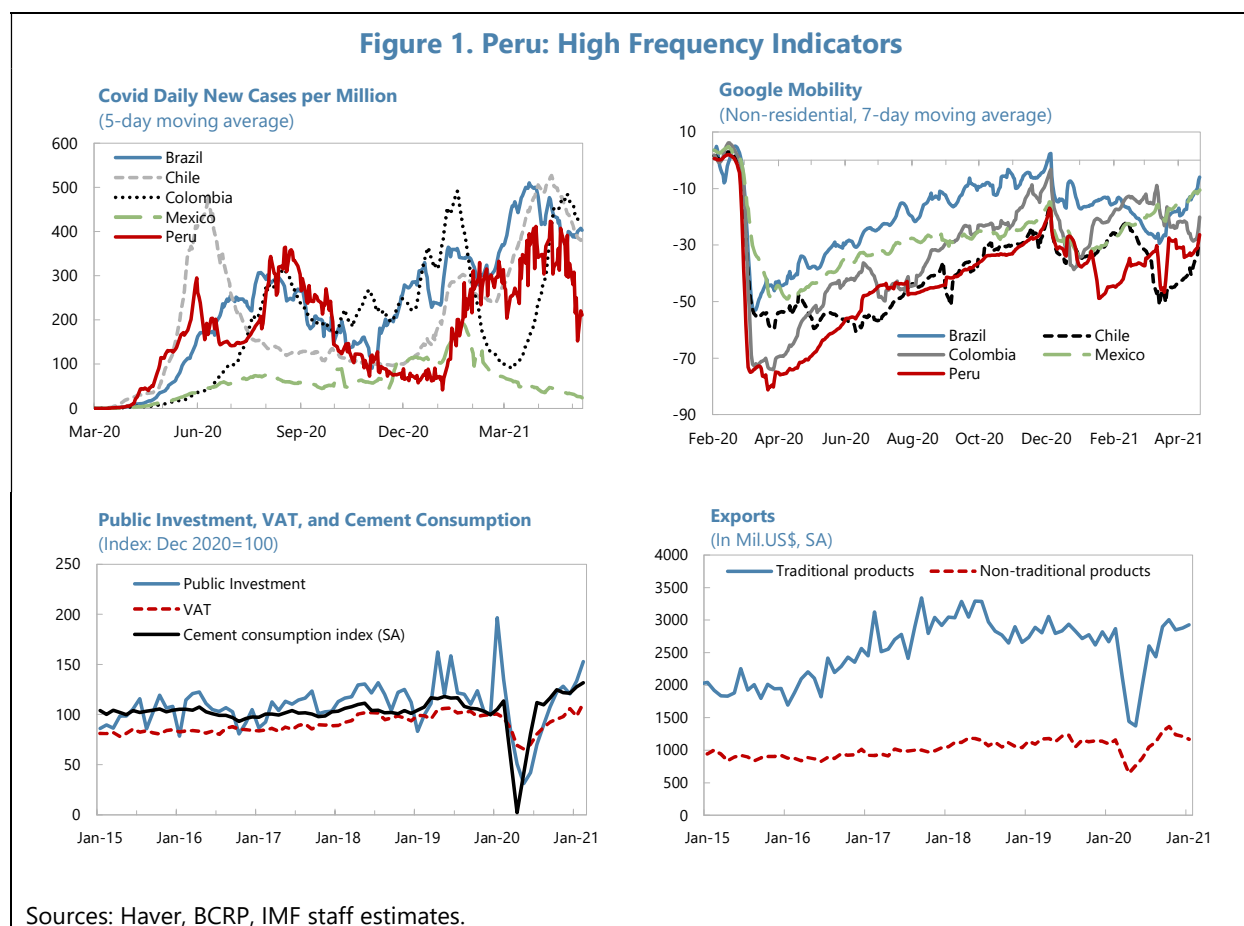 Figure 1. Peru: High Frequency Indicators
Covid Daily New Cases per Million
(5-day moving average)
600
500
400
300
200
100
0
Brazil
Chile
Colombia
Mexico
Peru
Mar-20 Jun-20 Sep-20 Dec-20 Mar-21
Google Mobility
(Non-residential, 7-day moving average)
10
-10
-30
-50
-70
-90
Brazil Chile
Colombia Mexico
Peru
Feb-20 Apr-20 Jun-20 Aug-20 Oct-20 Dec-20 Feb-21 Apr-21
Public Investment, VAT, and Cement Consumption
(Index: Dec 2020=100)
250
200
150
100
50
0
Public Investment
VAT
Cement consumption index (SA)
Jan-15 Jan-16 Jan-17 Jan-18 Jan-19 Jan-20 Jan-21
Exports
(In Mil.US$, SA)
4000
3500
3000
2500
2000
1500
1000
500
0
Traditional products Non-traditional products
Jan-15 Jan-16 Jan-17 Jan-18 Jan-19 Jan-20 Jan-21
Sources: Haver, BCRP, IMF staff estimates.